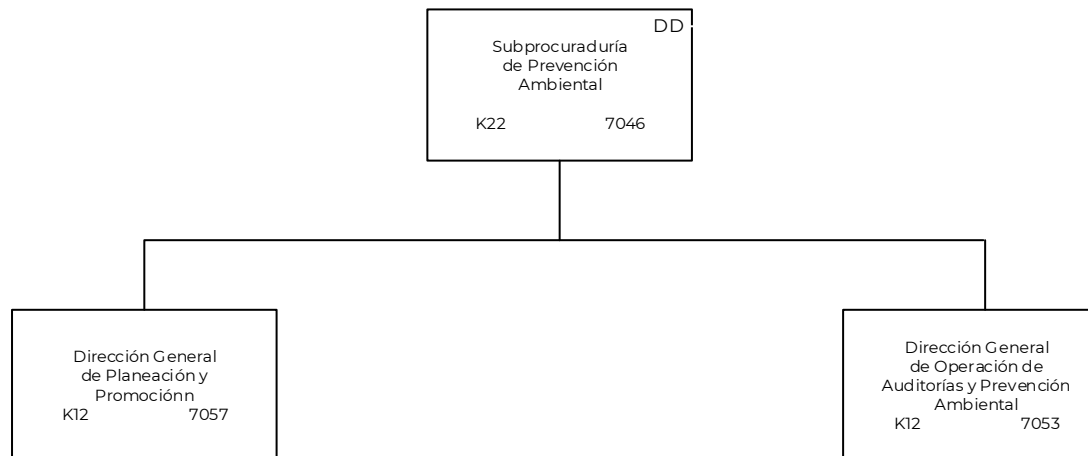 DD
Subprocuraduría
de Prevención
Ambiental
K22 7046
Dirección General
de Planeación y
Promociónn
K12 7057
Dirección General
de Operación de
Auditorías y Prevención
Ambiental
K12 7053